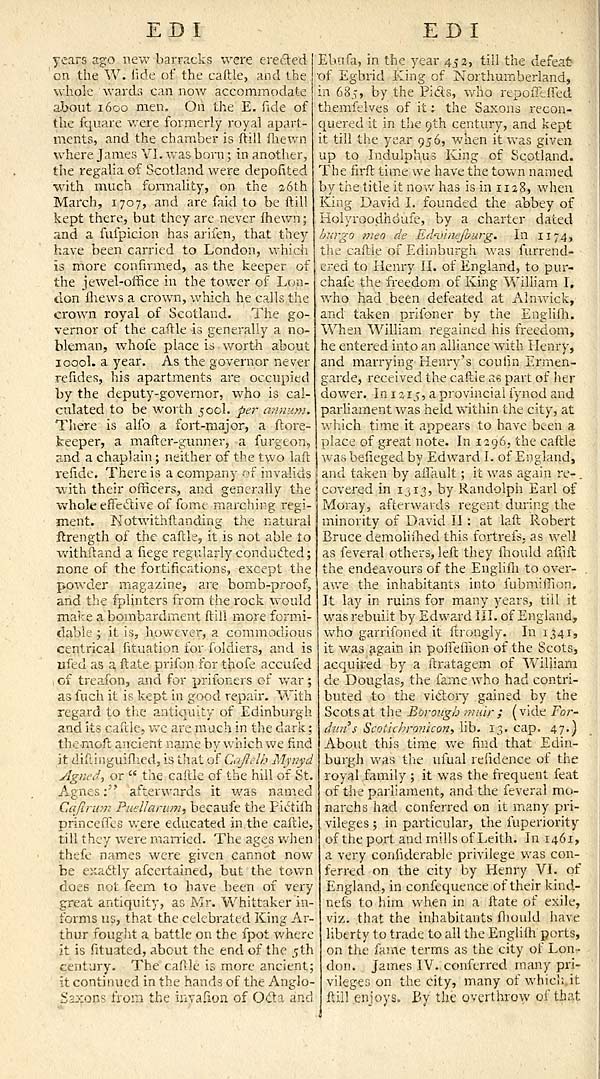 EDI
years ago new barracks were erected
on the W. ſide of the caſtle, and the
whole wards can now accommodate
about 1600 men. On the E. ſide of
the ſquare were formerly royal apart-
ments, and the chamber is ſtill ſhewn
where James VI. was born; in another,
the regalia of Scotland were depoſited
with much formality, on the 26th
March, 1707, and are ſaid to be ſtill
kept there, but they are never ſhewn;
and a ſuſpicion has ariſen, that they
have been carried to London, which
is more confirmed, as the keeper of
the jewel-office in the tower of Lon-
don ſhews a crown, which he calls the
crown royal of Scotland. The go-
vernor of the caſtle is generally a no-
bleman, whoſe place is worth about
1000l. a year. As the governor never
reſides, his apartments are occupied
by the deputy-governor, who is cal-
culated to be worth 500l. per annum.
There is alſo a fort-major, a ſtore-
keeper, a maſter-gunner, a ſurgeon,
and a chaplain; neither of the two laſt
reſide. There is a company of invalids
with their officers, and generally the
whole effective of ſome marching regi-
ment. Notwithſtanding the natural
ſtrength of the caſtle, it is not able to
withſtand a ſiege regularly conducted;
none of the fortifications, except the
powder magazine, are bomb-proof,
and the ſplinters from the rock would
make a bombardment ſtill more formi-
dable; it is, however, a commodious
centrical ſituation for ſoldiers, and is
uſed as a ſtate priſon for thoſe accuſed
of treaſon, and for priſoners of war;
as ſuch it is kept in good repair. With
regard to the antiquity of Edinburgh
and its caſtle, we are much in the dark;
the moſt ancient name by which we find
it diſtinguiſhed, is that of Caſtelh Mynyd
Agned, or "the caſtle of the hill of St.
Agnes:" afterwards it was named
Caſtrum Puellarum, becauſe the Pictiſh
princeſſes were educated in the caſtle,
till they were married. The ages when
theſe names were given cannot now
be exactly aſcertained, but the town
does not ſeem to have been of very
great antiquity, as Mr. Whittaker in-
forms us, that the celebrated King Ar-
thur fought a battle on the ſpot where
it is ſituated, about the end of the 5th
century. The caſtle is more ancient;
it continued in the hands of the Anglo-
Saxons from the invaſion of Octa and
EDI
Ebuſa, in the year 452, till the defeat
of Egbrid King of Northumberland,
in 685, by the Picts, who repoſſeſſed
themſelves of it: the Saxons recon-
quered it in the 9th century, and kept
it till the year 956, when it was given
up to Indulphus King of Scotland.
The firſt time we have the town named
by the title it now has is in 1128, when
King David I. founded the abbey of
Holyroodhouſe, by a charter dated
burgo meo de Edwineſburg. In 1174,
the caſtle of Edinburgh was ſurrend-
ered to Henry II. of England, to pur-
chaſe the freedom of King William I.
who had been defeated at Alnwick,
and taken priſoner by the Engliſh.
When William regained his freedom,
he entered into an alliance with Henry,
and marrying Henry's couſin Ermen-
garde, received the caſtle as part of her
dower. In 1215, a provincial ſynod and
parliament was held within the city, at
which time it appears to have been a
place of great note. In 1296, the caſtle
was beſieged by Edward I. of England,
and taken by aſſault; it was again re-
covered in 1313, by Randolph Earl of
Moray, afterwards regent during the
minority of David II: at laſt Robert
Bruce demoliſhed this fortreſs, as well
as ſeveral others, leſt they ſhould aſſiſt
the endeavours of the Engliſh to over-
awe the inhabitants into ſubmiſſion.
It lay in ruins for many years, till it
was rebuilt by Edward III. of England,
who garriſoned it ſtrongly. In 1341,
it was again in poſſeſſion of the Scots,
acquired by a ſtratagem of William
de Douglas, the ſame who had contri-
buted to the victory gained by the
Scots at the Borough muir; (vide For-
dun's Scotichronicon, lib. 13. cap. 47.)
About this time we find that Edin-
burgh was the uſual reſidence of the
royal family; it was the frequent ſeat
of the parliament, and the ſeveral mo-
narchs had conferred on it many pri-
vileges; in particular, the ſuperiority
of the port and mills of Leith. In 1461,
a very conſiderable privilege was con-
ferred on the city by Henry VI. of
England, in conſequence of their kind-
neſs to him when in a ſtate of exile,
viz. that the inhabitants ſhould have
liberty to trade to all the Engliſh ports,
on the ſame terms as the city of Lon-
don. James IV. conferred many pri-
vileges on the city, many of which it
ſtill enjoys. By the overthrow of that